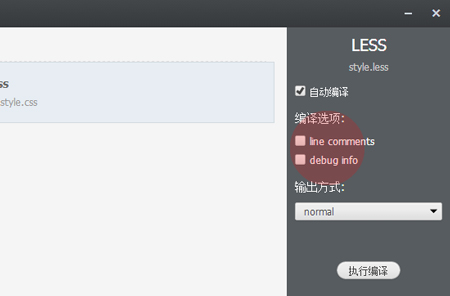 LESS
style.less
ss
style.css
自动编译
编译选项:
line comments
debug info
输出方式:
normal
执行编译